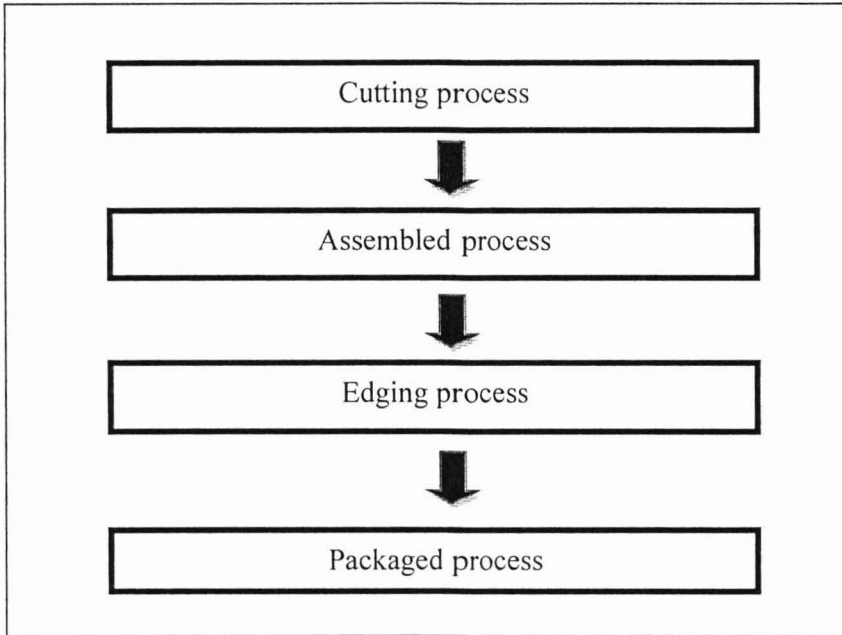 Cutting process
Assembled process
Edging process
Packaged process